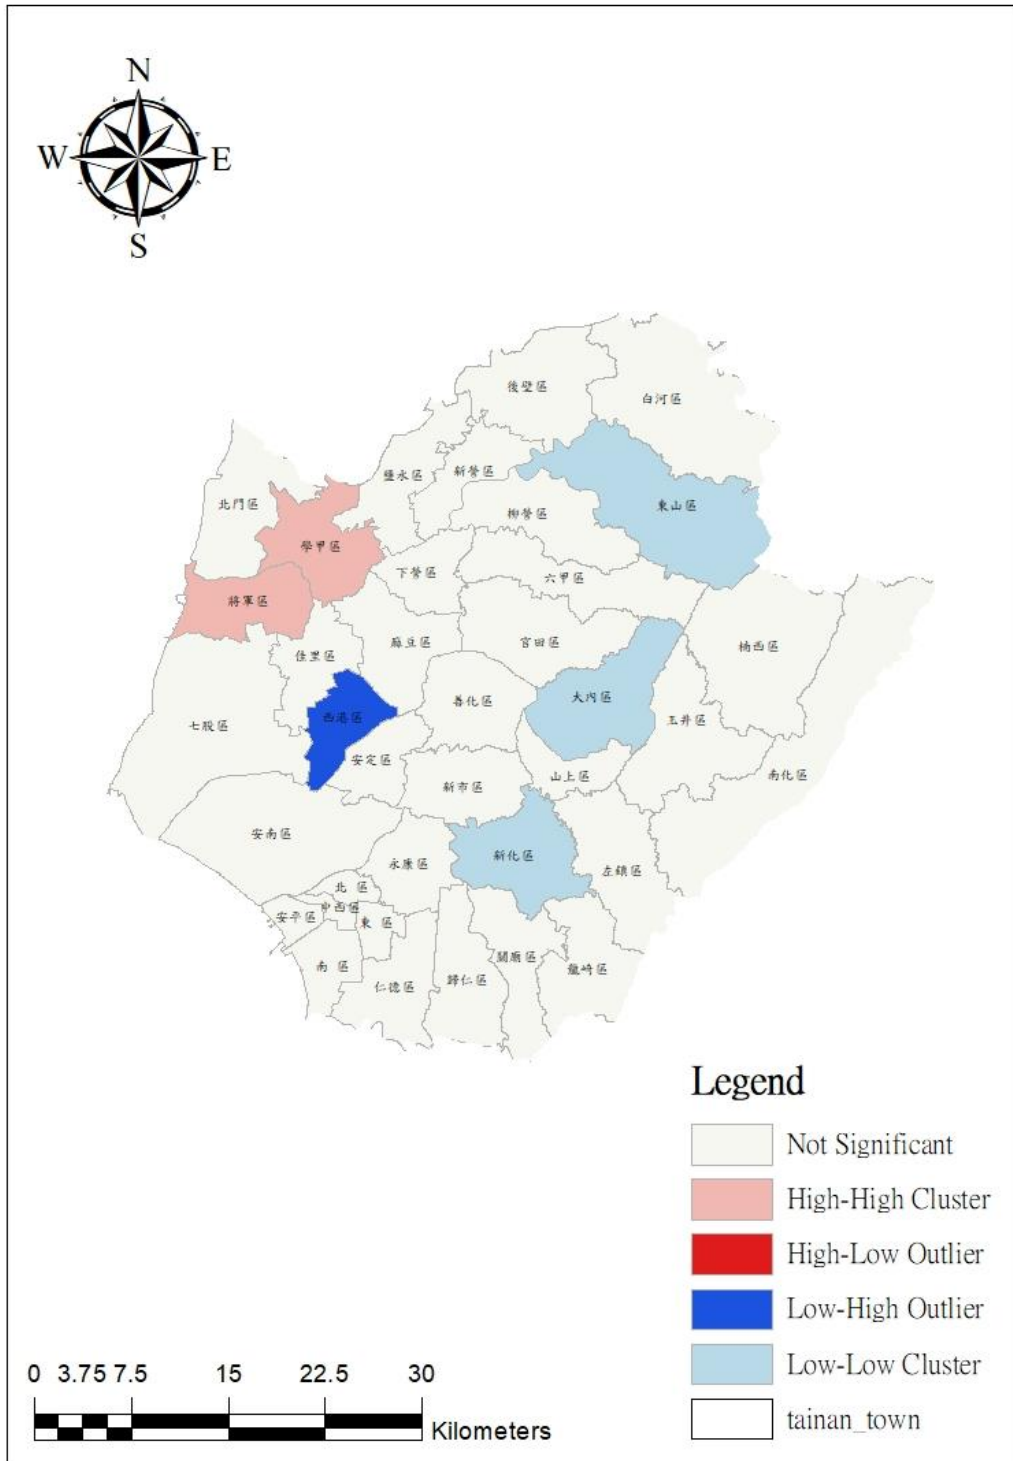 N
W E
S
後壁區
白河區
鹽水區
新營區
北門區
東山區
柳營區
學甲區
下營區
六甲區
將軍區
麻豆區
官田區
楠西區
佳里區
大內區
善化區
西港區
玉井區
七股區
安定區
山上區
南化區
新市區
安南區
新化區
永康區
左鎮區
北 區
中西區
安平區
東 區
關廟區
南 區
龍崎區
歸仁區
仁德區
Legend
Not Significant
High-High Cluster
High-Low Outlier
Low-High Outlier
Low-Low Cluster
tainan_town
0 3.75 7.5 15 22.5 30
Kilometers